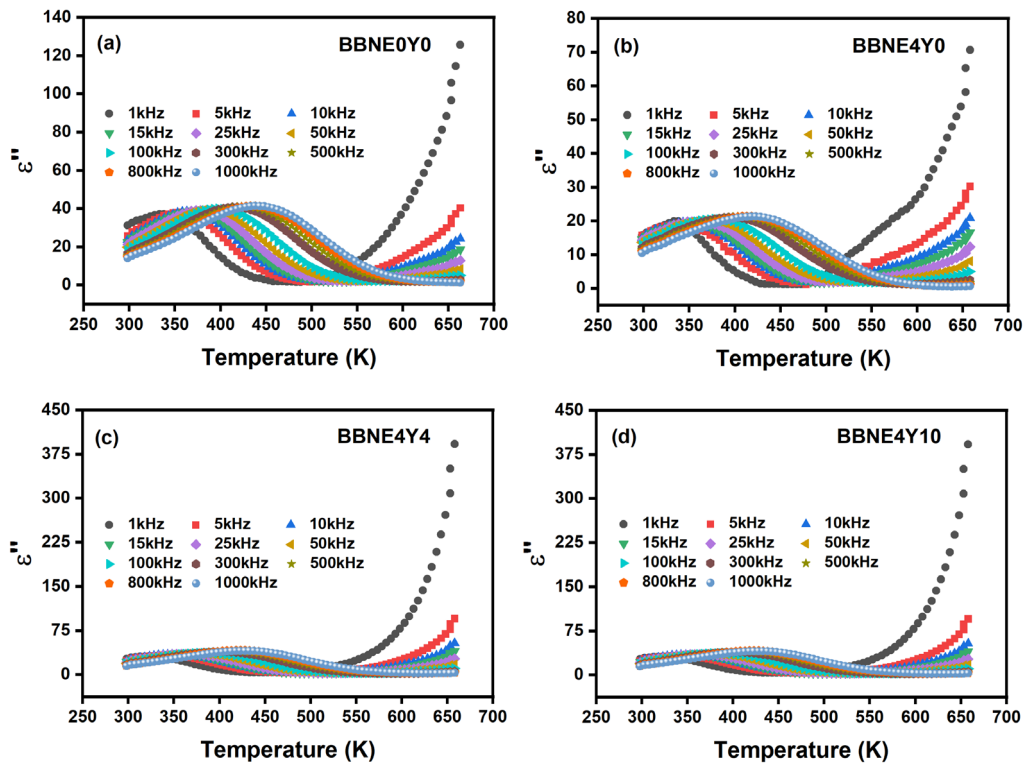 (a) BBNE0Y0
ε"
140
120
100
80
60
40
20
0
1kHz 5kHz 10kHz
15kHz 25kHz 50kHz
100kHz 300kHz 500kHz
800kHz 1000kHz
250 300 350 400 450 500 550 600 650 700
Temperature (K)
(b) BBNE4Y0
ε"
80
70
60
50
40
30
20
10
0
1kHz 5kHz 10kHz
15kHz 25kHz 50kHz
100kHz 300kHz 500kHz
800kHz 1000kHz
250 300 350 400 450 500 550 600 650 700
Temperature (K)
(c) BBNE4Y4
ε"
450
375
300
225
150
75
0
1kHz 5kHz 10kHz
15kHz 25kHz 50kHz
100kHz 300kHz 500kHz
800kHz 1000kHz
250 300 350 400 450 500 550 600 650 700
Temperature (K)
(d) BBNE4Y10
ε"
450
375
300
225
150
75
0
1kHz 5kHz 10kHz
15kHz 25kHz 50kHz
100kHz 300kHz 500kHz
800kHz 1000kHz
250 300 350 400 450 500 550 600 650 700
Temperature (K)